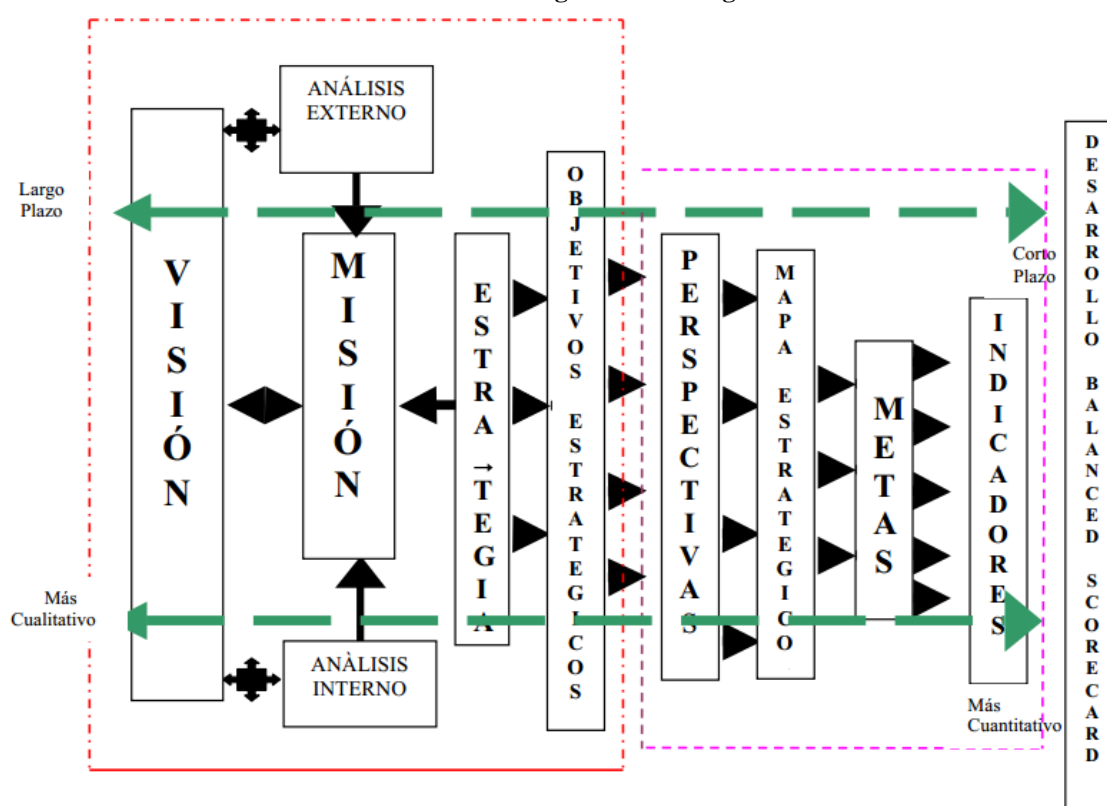 ANÁLISIS
EXTERNO
Largo
Plazo
VISIÓN
MISIÓN
ESTRA →TEGIA
OBJETIVOS ESTRATEGICOS
PERSPECTIVAS
MAPA ESTRATEGICO
METAS
INDICADORES
Corto
Plazo
DESARROLLO BALANCED SCORECARD
Más
Cualitativo
ANÀLISIS
INTERNO
Más
Cuantitativo